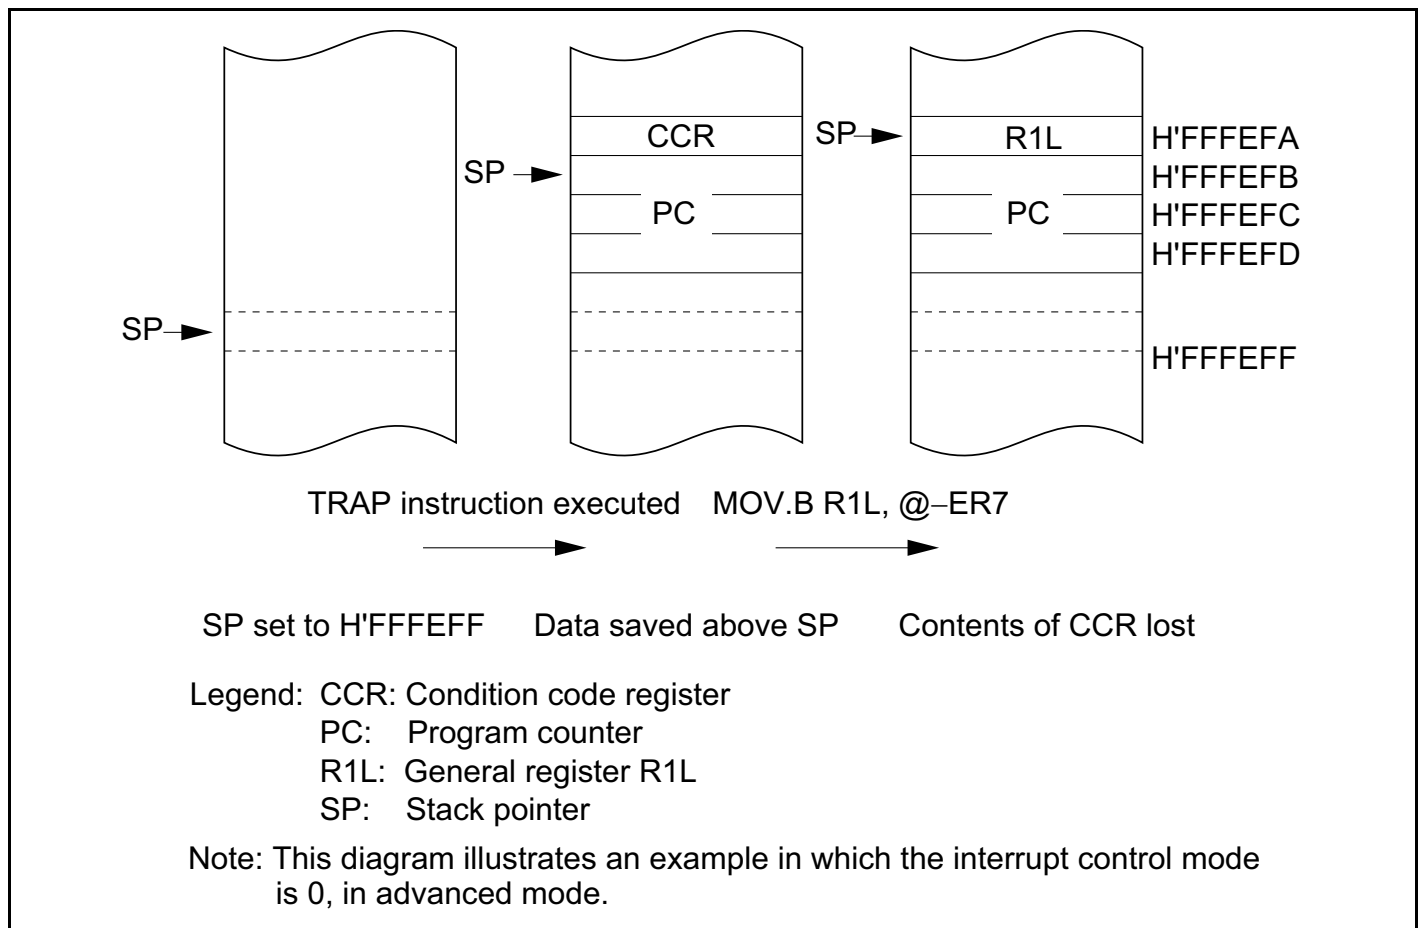 CCR
SP
R1L
H'FFFEFA
SP
H'FFFEFB
PC
PC
H'FFFEFC
H'FFFEFD
SP
H'FFFEFF
TRAP instruction executed
MOV.B R1L, @–ER7
SP set to H'FFFEFF
Data saved above SP
Contents of CCR lost
Legend: CCR: Condition code register
PC: Program counter
R1L: General register R1L
SP: Stack pointer
Note: This diagram illustrates an example in which the interrupt control mode
is 0, in advanced mode.